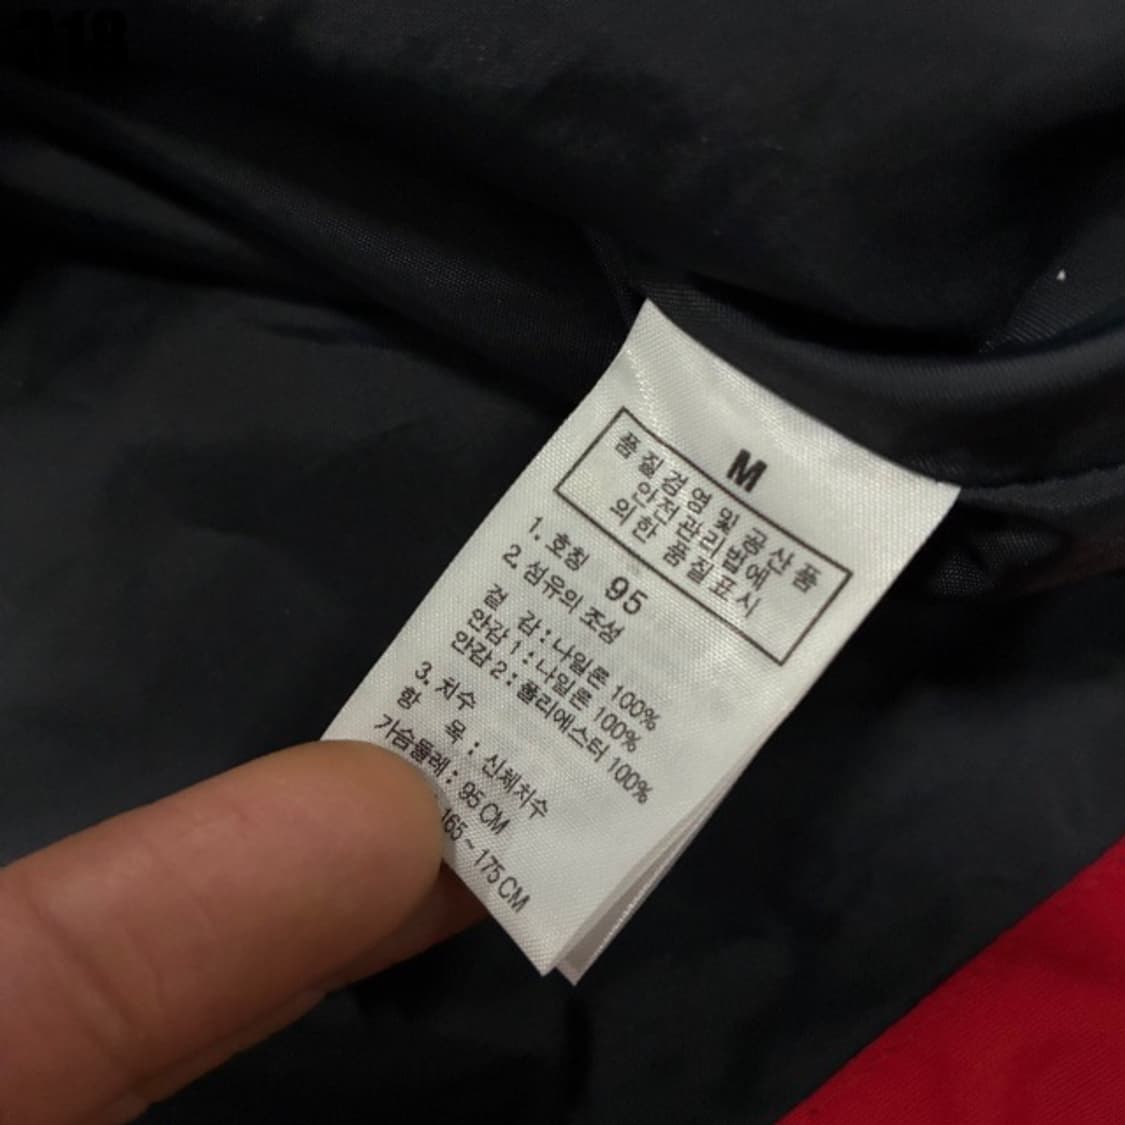 318
M
품질경영 및 공산품
안전관리법에
의한 품질표시
1. 호칭 95
2. 섬유의 조성
겉 감 : 나일론 100%
안감 1 : 나일론 100%
안감 2 : 폴리에스터 100%
3. 치수
항 목 : 신체치수
가슴둘레 : 95 CM
165 ~ 175 CM